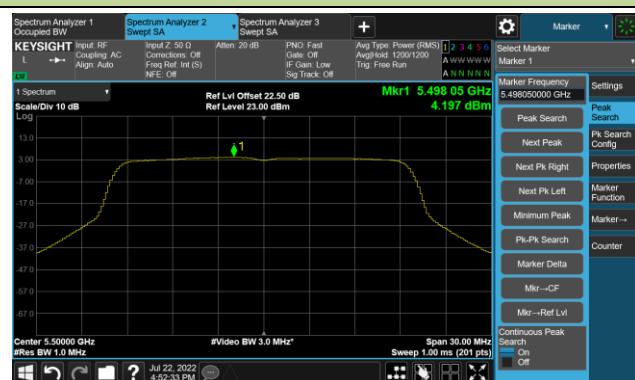 Spectrum Analyzer 1
Occupied BW
Spectrum Analyzer 2
Swept SA
Spectrum Analyzer 3
Swept SA
Marker
KEYSIGHT
L
LW
Input: RF
Coupling: AC
Align: Auto
Input Z: 50 Ω
Corrections: Off
Freq Ref: Int (S)
NFE: Off
Atten: 20 dB
PNO: Fast
Gate: Off
IF Gain: Low
Sig Track: Off
Avg Type: Power (RMS)
Avg|Hold: 1200/1200
Trig: Free Run
1 2 3 4 5 6
A W W W W W
A N N N N N
1 Spectrum
Scale/Div 10 dB
Log
Ref Lvl Offset 22.50 dB
Ref Level 23.00 dBm
Mkr1 5.498 05 GHz
4.197 dBm
1
13.0
3.00
-7.00
-17.0
-27.0
-37.0
-47.0
-57.0
-67.0
Center 5.50000 GHz
#Res BW 1.0 MHz
#Video BW 3.0 MHz*
Span 30.00 MHz
Sweep 1.00 ms (201 pts)
Jul 22, 2022
4:52:33 PM
Select Marker
Marker 1
Marker Frequency
5.498050000 GHz
Peak Search
Next Peak
Next Pk Right
Next Pk Left
Minimum Peak
Pk-Pk Search
Marker Delta
Mkr→CF
Mkr→Ref Lvl
Continuous Peak
Search
On
Off
Settings
Peak
Search
Pk Search
Config
Properties
Marker
Function
Marker→
Counter